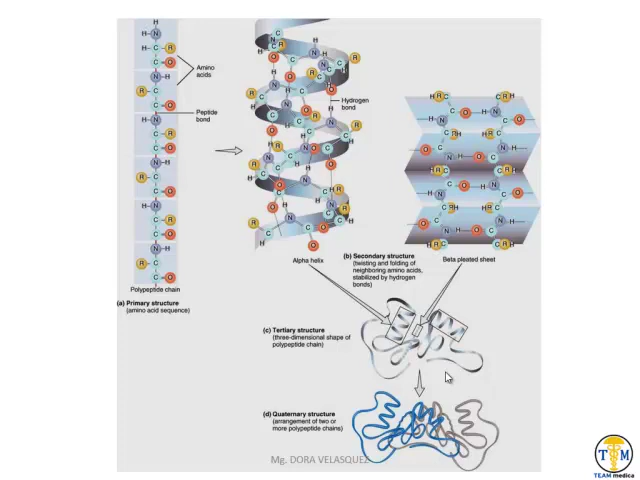 H
H N
H C R
C O
Amino
acids
N H
R C
C O
Peptide
bond
Polypeptide chain
(a) Primary structure
(amino acid sequence)
Hydrogen
bond
Alpha helix
(b) Secondary structure
(twisting and folding of
neighboring amino acids,
stabilized by hydrogen
bonds)
Beta pleated sheet
(c) Tertiary structure
(three-dimensional shape of
polypeptide chain)
(d) Quaternary structure
(arrangement of two or
more polypeptide chains)
Mg. DORA VELASQUEZ
T M
TEAM medica